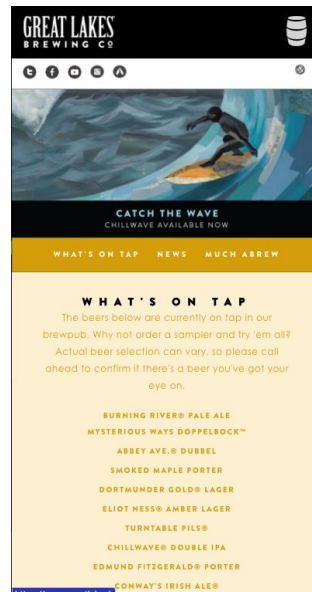 GREAT LAKES
BREWING Cº
CATCH THE WAVE
CHILLWAVE AVAILABLE NOW
WHAT'S ON TAP NEWS MUCH ABREW
WHAT'S ON TAP
The beers below are currently on tap in our
brewpub. Why not order a sampler and try 'em all?
Actual beer selection can vary, so please call
ahead to confirm if there's a beer you've got your
eye on.
BURNING RIVER® PALE ALE
MYSTERIOUS WAYS DOPPELBOCK™
ABBEY AVE.® DUBBEL
SMOKED MAPLE PORTER
DORTMUNDER GOLD® LAGER
ELIOT NESS® AMBER LAGER
TURNTABLE PILS®
CHILLWAVE® DOUBLE IPA
EDMUND FITZGERALD® PORTER
CONWAY'S IRISH ALE®